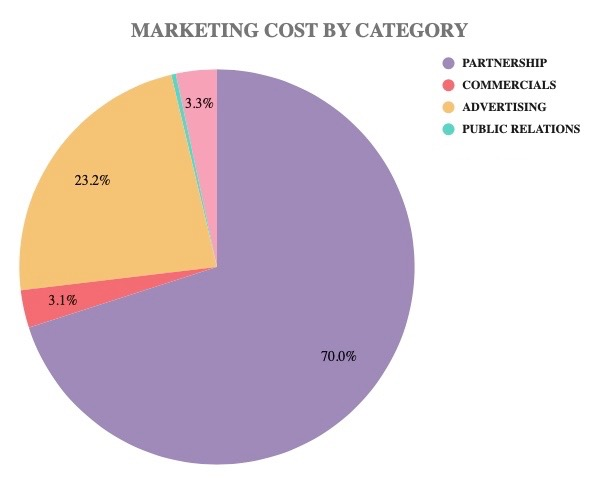 MARKETING COST BY CATEGORY
PARTNERSHIP
COMMERCIALS
ADVERTISING
PUBLIC RELATIONS
3.3%
23.2%
3.1%
70.0%